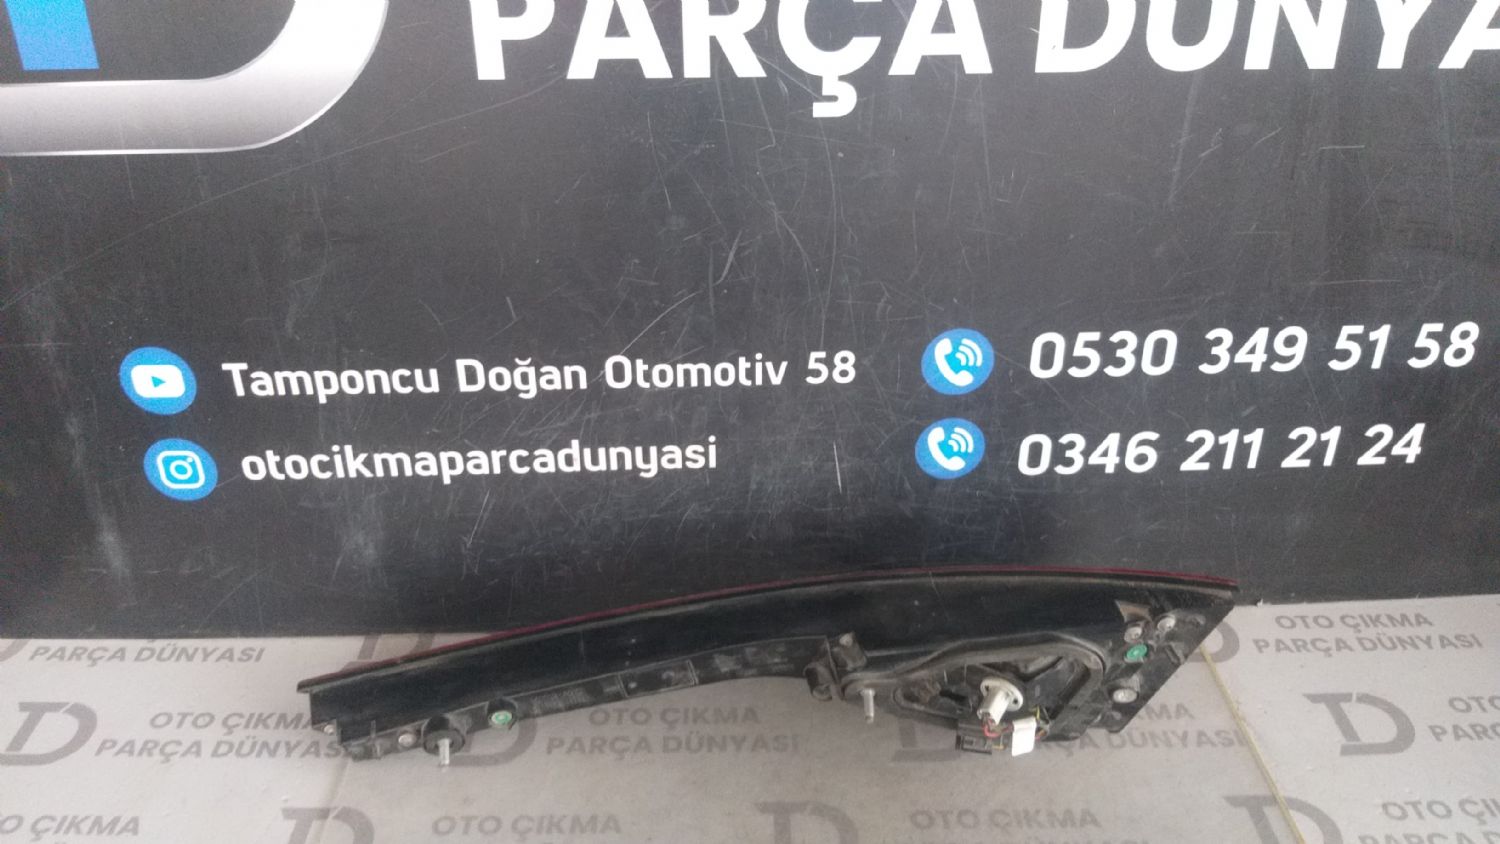 PARÇA DÜNYA
Tamponcu Doğan Otomotiv 58
0530 349 51 58
otocikmaparcadunyasi
0346 211 21 24
OTO ÇIKMA
PARÇA DÜNYASI
PARÇA DÜNYASI
OTO ÇIKMA
PARÇA DÜNYASI
OTO ÇIKMA
PARÇA DÜNYASI
PARÇA DÜNYASI
OTO
PARÇA
OTO ÇIKMA
OTO ÇIKMA
OTO ÇIKMA
OTO ÇIKMA